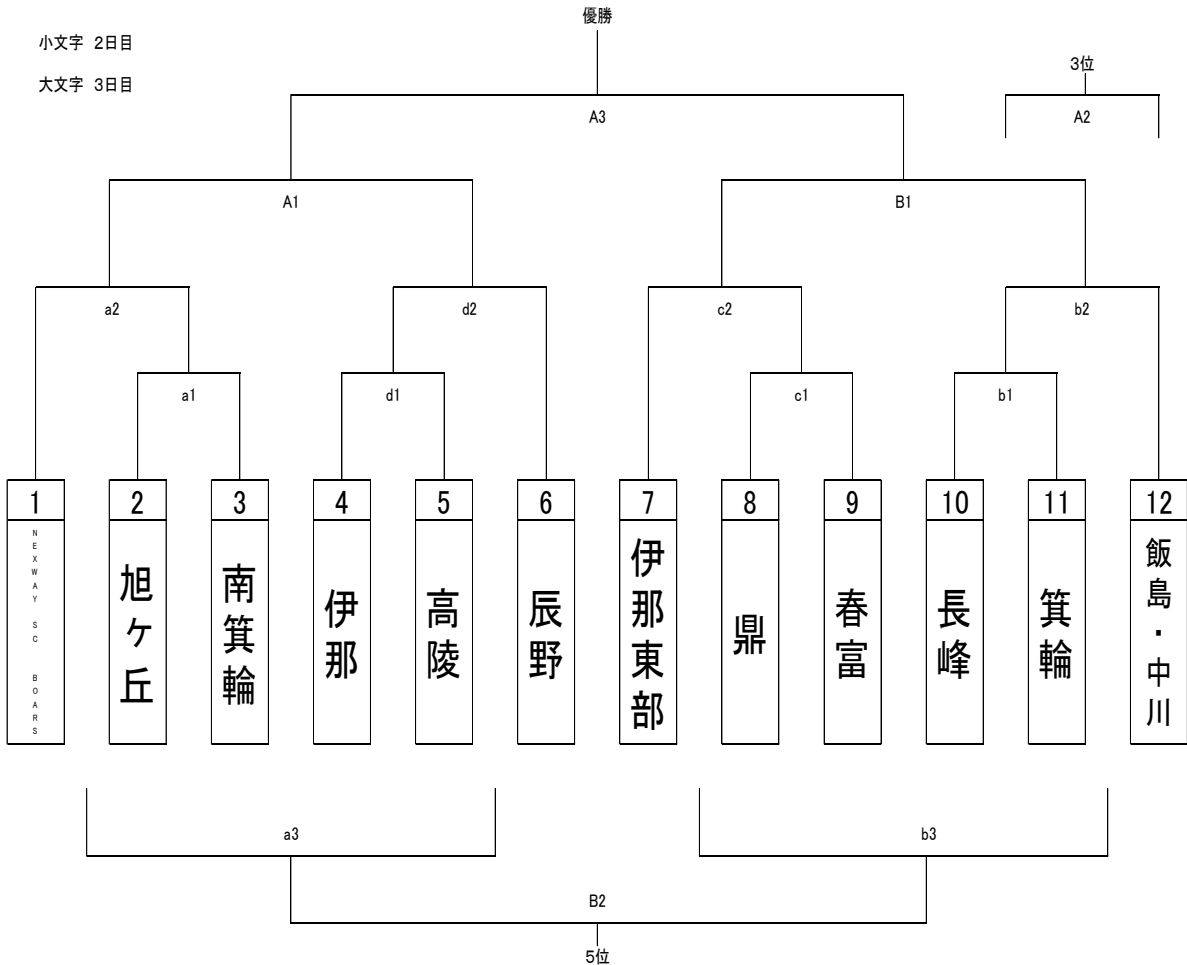 優勝
小文字 2日目
3位
大文字 3日目
A3
A2
A1
B1
a2
d2
c2
b2
a1
d1
c1
b1
1
2
3
4
5
6
7
8
9
10
11
12
NEXWAY SC BOARS
旭ケ丘
南箕輪
伊那
高陵
辰野
伊那東部
鼎
春富
長峰
箕輪
飯島・中川
a3
b3
B2
5位